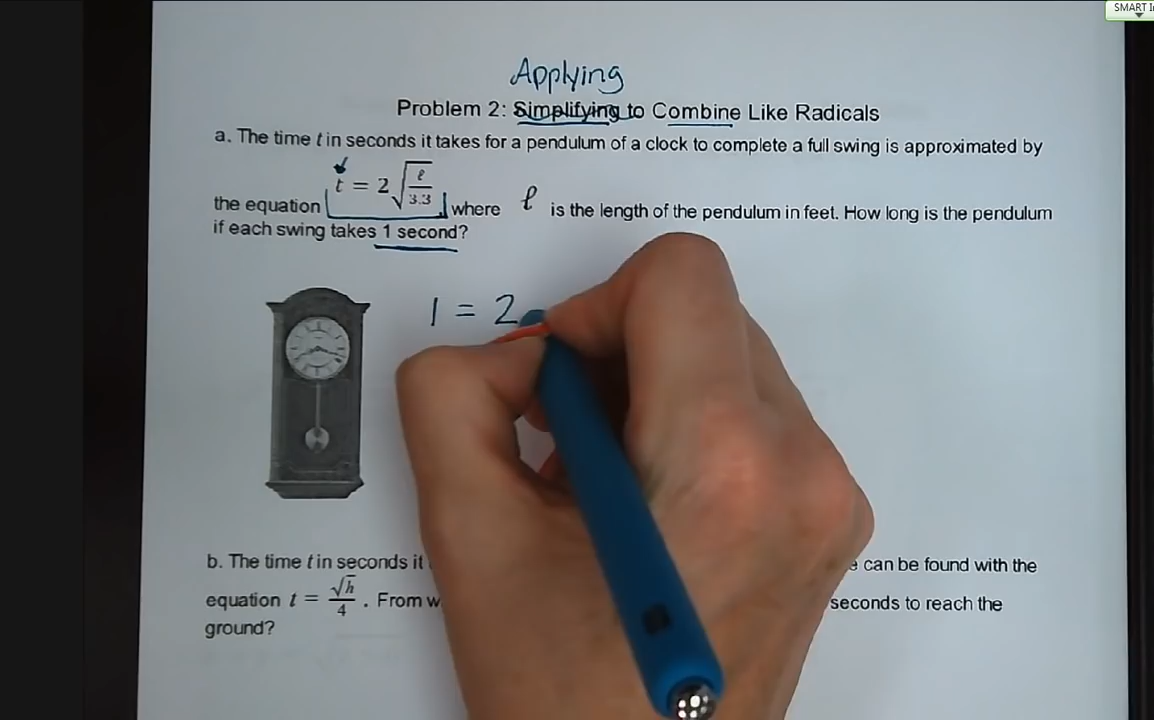 SMART
Applying
Problem 2: Simplifying to Combine Like Radicals
a. The time t in seconds it takes for a pendulum of a clock to complete a full swing is approximated by
the equation t = 2√(ℓ/3.3) where ℓ is the length of the pendulum in feet. How long is the pendulum
if each swing takes 1 second?
1 = 2
b. The time t in seconds it can be found with the
equation t = √h/4 . From seconds to reach the
ground?